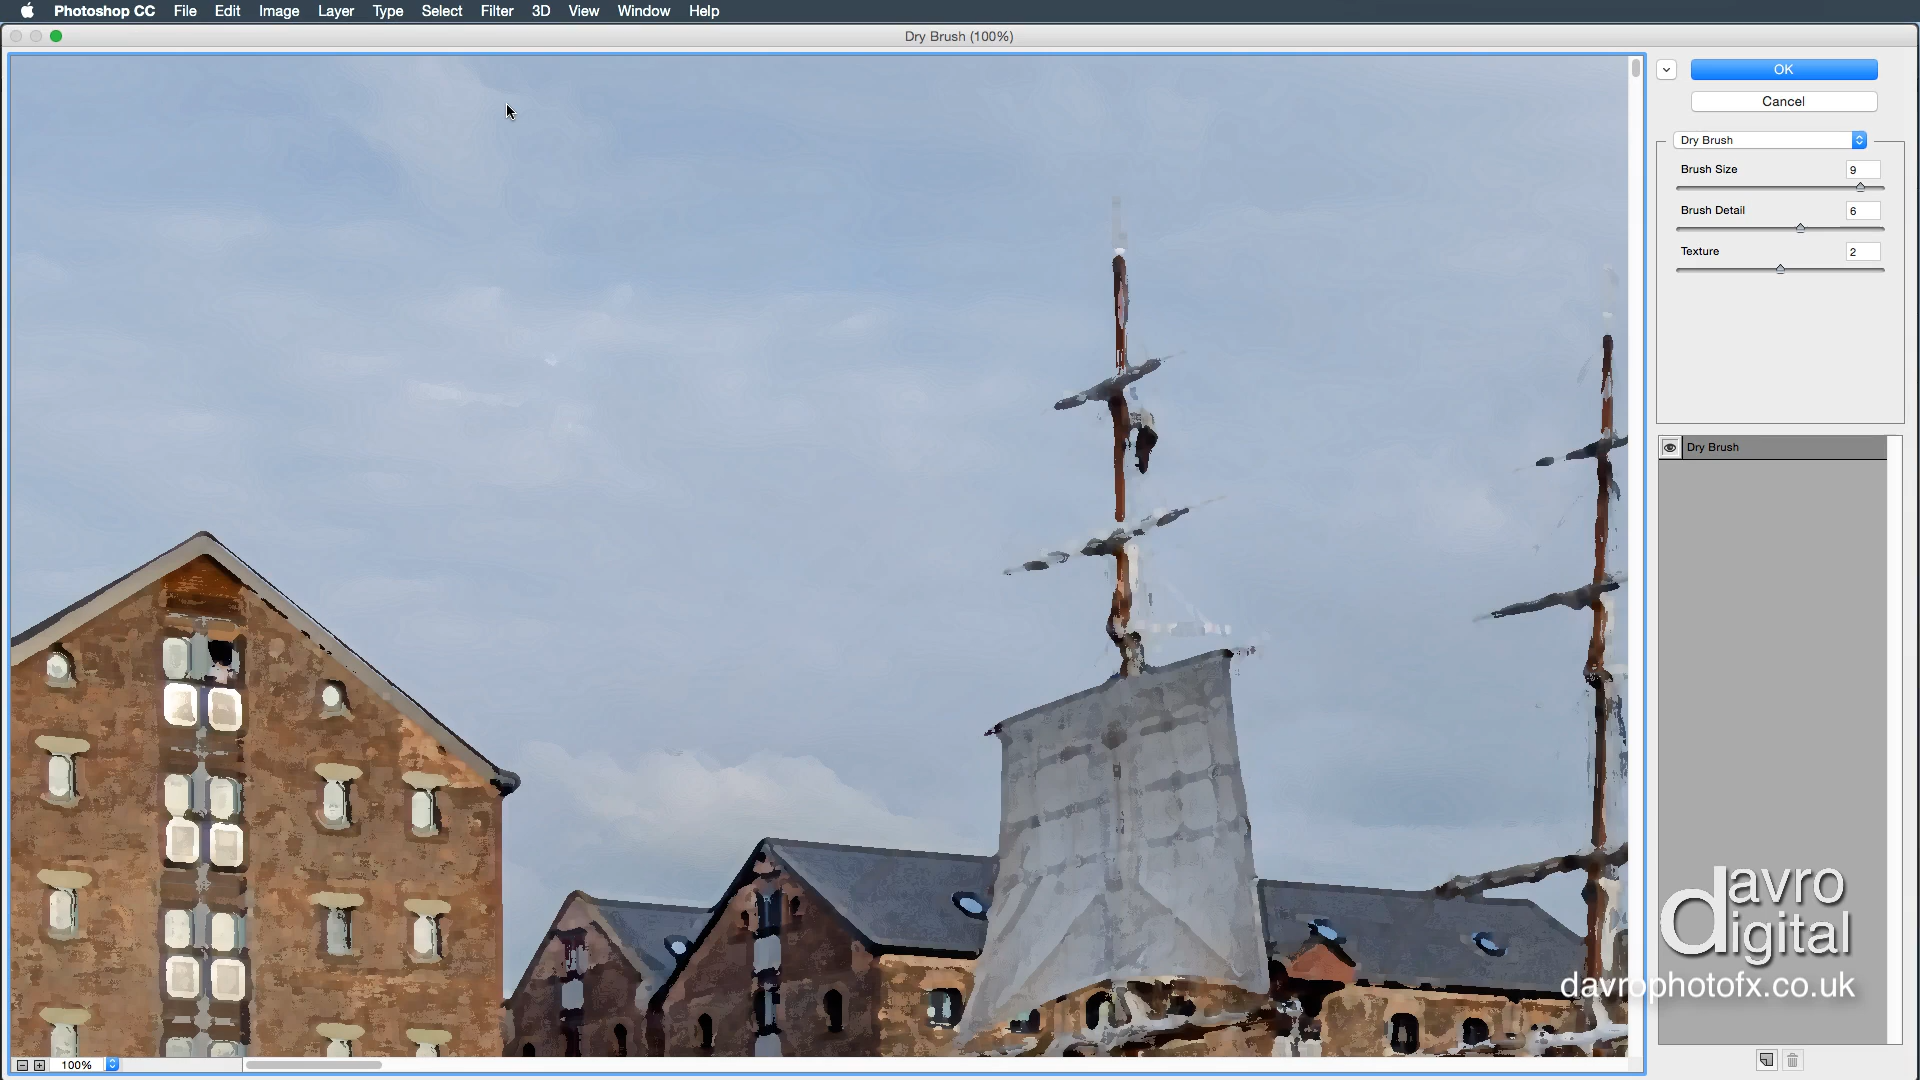 Photoshop CC File Edit Image Layer Type Select Filter 3D View Window Help
Dry Brush (100%)
OK
Cancel
Dry Brush
Brush Size 9
Brush Detail 6
Texture 2
Dry Brush
davro
digital
davrophotofx.co.uk
100%